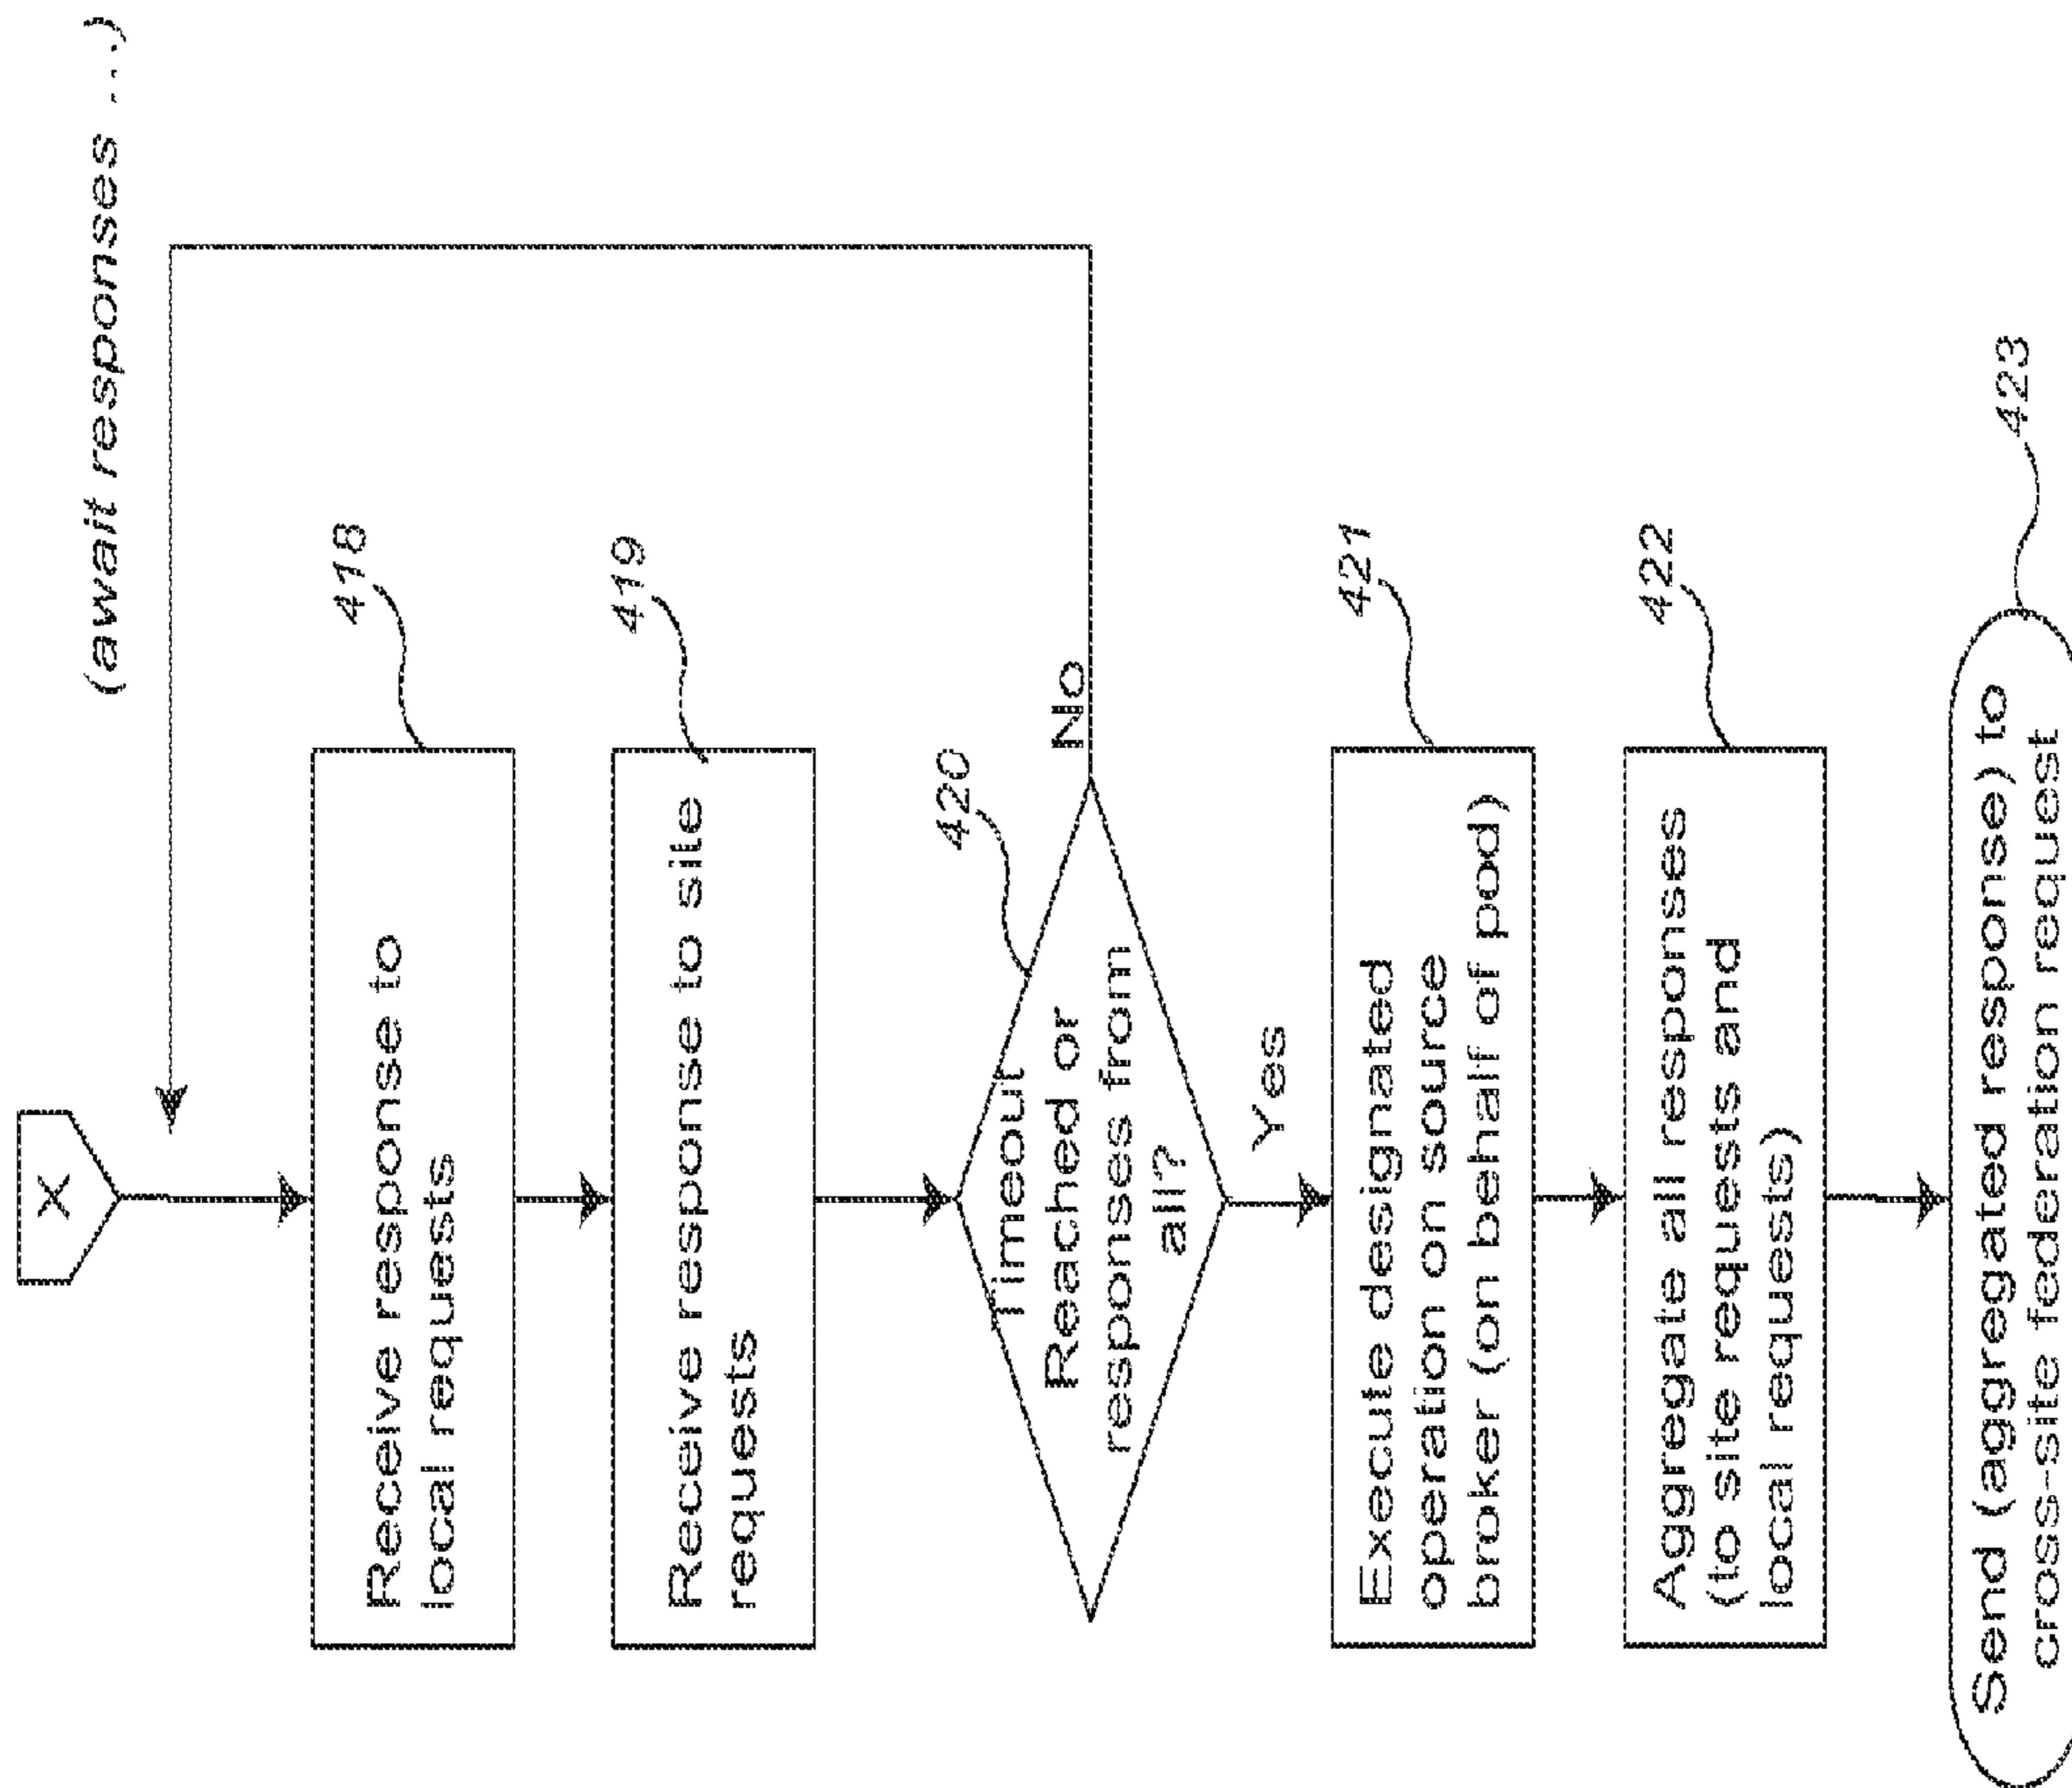 X
(await responses ...)
418
Receive response to
local requests
419
Receive response to site
requests
420
Timeout
Reached or
responses from
all?
No
Yes
421
Execute designated
operation on source
broker (on behalf of pod)
422
Aggregate all responses
(to site requests and
local requests)
423
Send (aggregated response) to
cross-site federation request